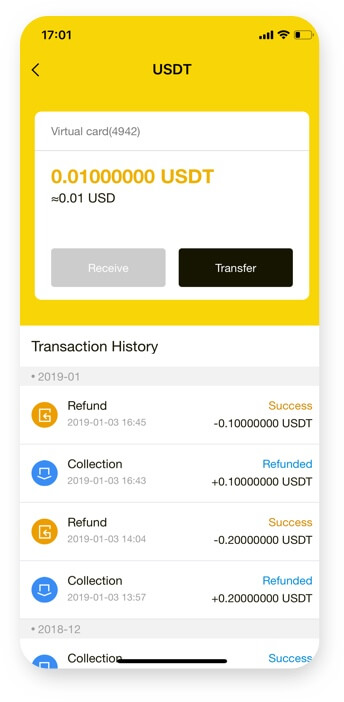 17:01
USDT
Virtual card(4942)
0.01000000 USDT
≈0.01 USD
Receive
Transfer
Transaction History
• 2019-01
Refund
Success
2019-01-03 16:45
-0.10000000 USDT
Collection
Refunded
2019-01-03 16:43
+0.10000000 USDT
Refund
Success
2019-01-03 14:04
-0.20000000 USDT
Collection
Refunded
2019-01-03 13:57
+0.20000000 USDT
• 2018-12
Collection
Success